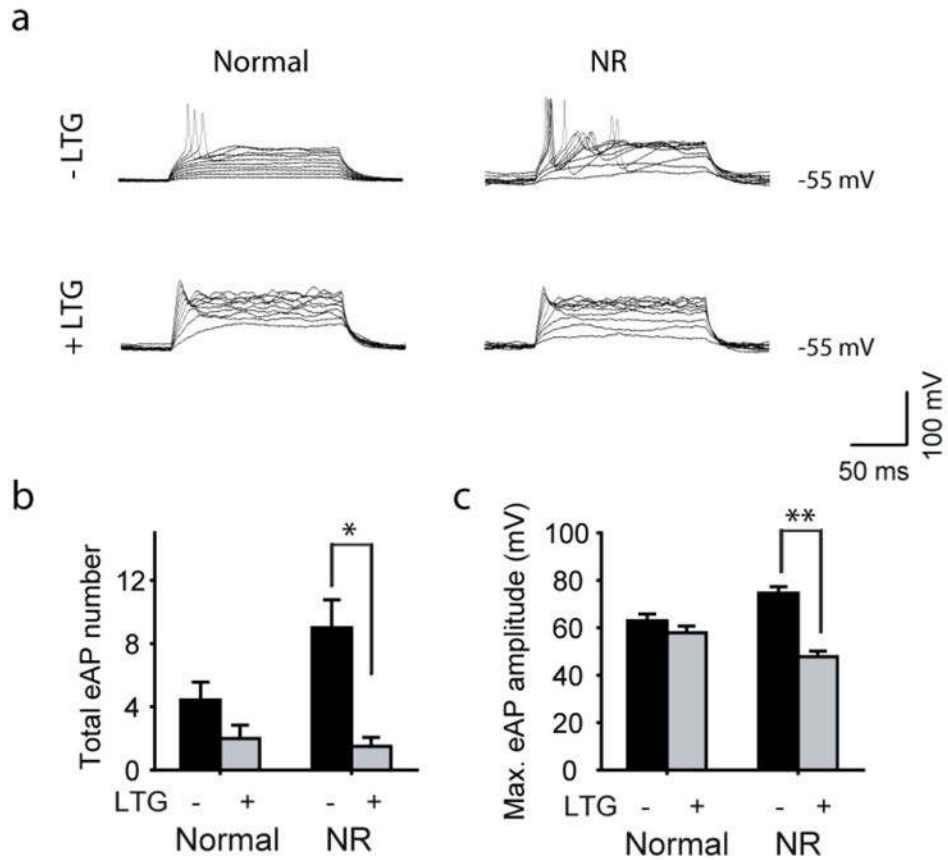 a
Normal NR
- LTG
-55 mV
+ LTG
-55 mV
100 mV
50 ms
b
*
Total eAP number
12
8
4
0
LTG - + - +
Normal NR
c
**
Max. eAP amplitude (mV)
100
80
60
40
20
0
LTG - + - +
Normal NR